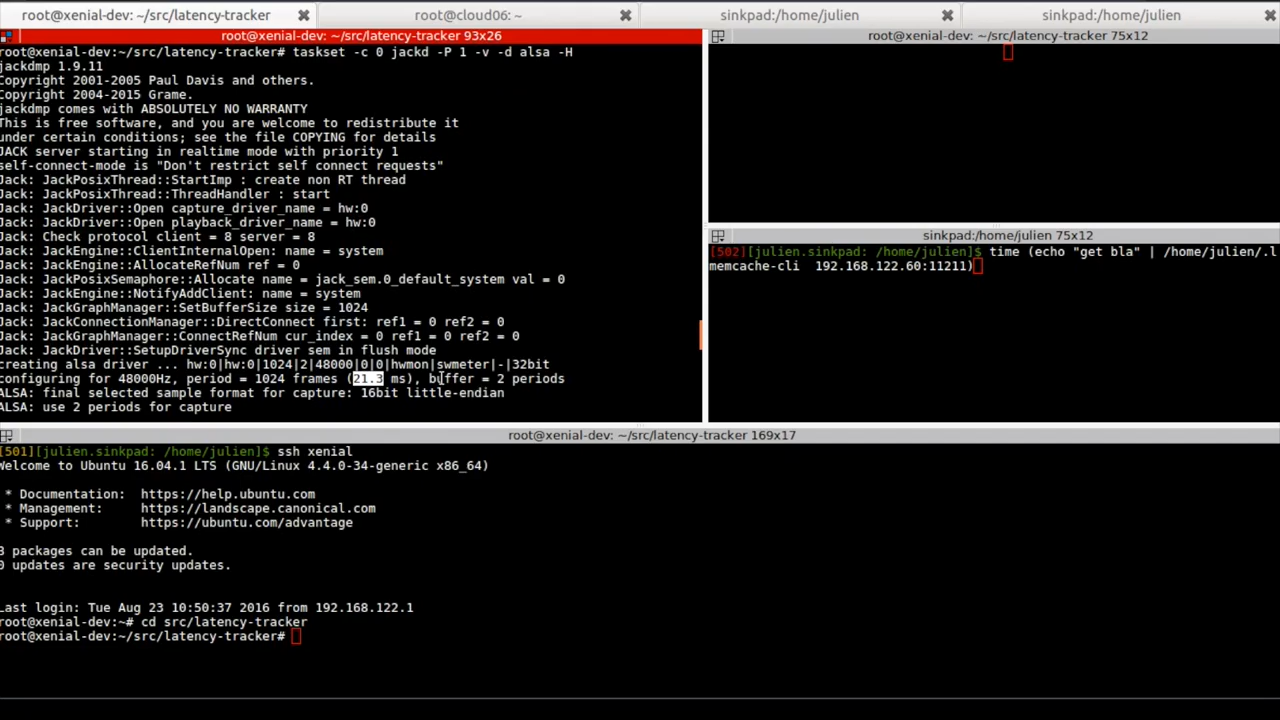 root@xenial-dev: ~/src/latency-tracker
root@cloud06: ~
sinkpad:/home/julien
sinkpad:/home/julien
root@xenial-dev: ~/src/latency-tracker 93x26
root@xenial-dev:~/src/latency-tracker# taskset -c 0 jackd -P 1 -v -d alsa -H
jackdmp 1.9.11
Copyright 2001-2005 Paul Davis and others.
Copyright 2004-2015 Grame.
jackdmp comes with ABSOLUTELY NO WARRANTY
This is free software, and you are welcome to redistribute it
under certain conditions; see the file COPYING for details
JACK server starting in realtime mode with priority 1
self-connect-mode is "Don't restrict self connect requests"
Jack: JackPosixThread::StartImp : create non RT thread
Jack: JackPosixThread::ThreadHandler : start
Jack: JackDriver::Open capture_driver_name = hw:0
Jack: JackDriver::Open playback_driver_name = hw:0
Jack: Check protocol client = 8 server = 8
Jack: JackEngine::ClientInternalOpen: name = system
Jack: JackEngine::AllocateRefNum ref = 0
Jack: JackPosixSemaphore::Allocate name = jack_sem.0_default_system val = 0
Jack: JackEngine::NotifyAddClient: name = system
Jack: JackGraphManager::SetBufferSize size = 1024
Jack: JackConnectionManager::DirectConnect first: ref1 = 0 ref2 = 0
Jack: JackGraphManager::ConnectRefNum cur_index = 0 ref1 = 0 ref2 = 0
Jack: JackDriver::SetupDriverSync driver sem in flush mode
creating alsa driver ... hw:0|hw:0|1024|2|48000|0|0|hwmon|swmeter|-|32bit
configuring for 48000Hz, period = 1024 frames (21.3 ms), buffer = 2 periods
ALSA: final selected sample format for capture: 16bit little-endian
ALSA: use 2 periods for capture
root@xenial-dev: ~/src/latency-tracker 75x12
sinkpad:/home/julien 75x12
[502][julien.sinkpad: /home/julien]$ time (echo "get bla" | /home/julien/.l
memcache-cli  192.168.122.60:11211)
root@xenial-dev: ~/src/latency-tracker 169x17
[501][julien.sinkpad: /home/julien]$ ssh xenial
Welcome to Ubuntu 16.04.1 LTS (GNU/Linux 4.4.0-34-generic x86_64)
* Documentation:  https://help.ubuntu.com
* Management:     https://landscape.canonical.com
* Support:        https://ubuntu.com/advantage
3 packages can be updated.
0 updates are security updates.
Last login: Tue Aug 23 10:50:37 2016 from 192.168.122.1
root@xenial-dev:~# cd src/latency-tracker
root@xenial-dev:~/src/latency-tracker#